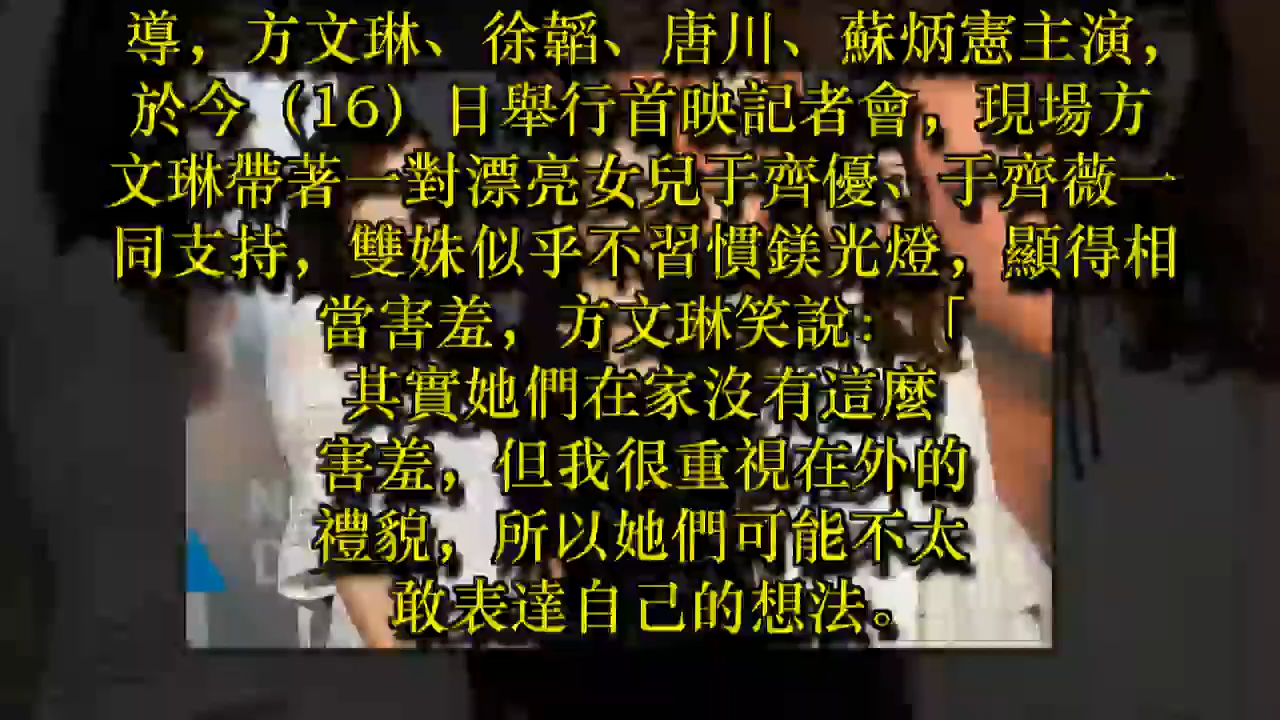 導，方文琳、徐韜、唐川、蘇炳憲主演，
於今（16）日舉行首映記者會，現場方
文琳帶著一對漂亮女兒于齊優、于齊薇一
同支持，雙姝似乎不習慣鎂光燈，顯得相
當害羞，方文琳笑說：「
其實她們在家沒有這麼
害羞，但我很重視在外的
禮貌，所以她們可能不太
敢表達自己的想法。